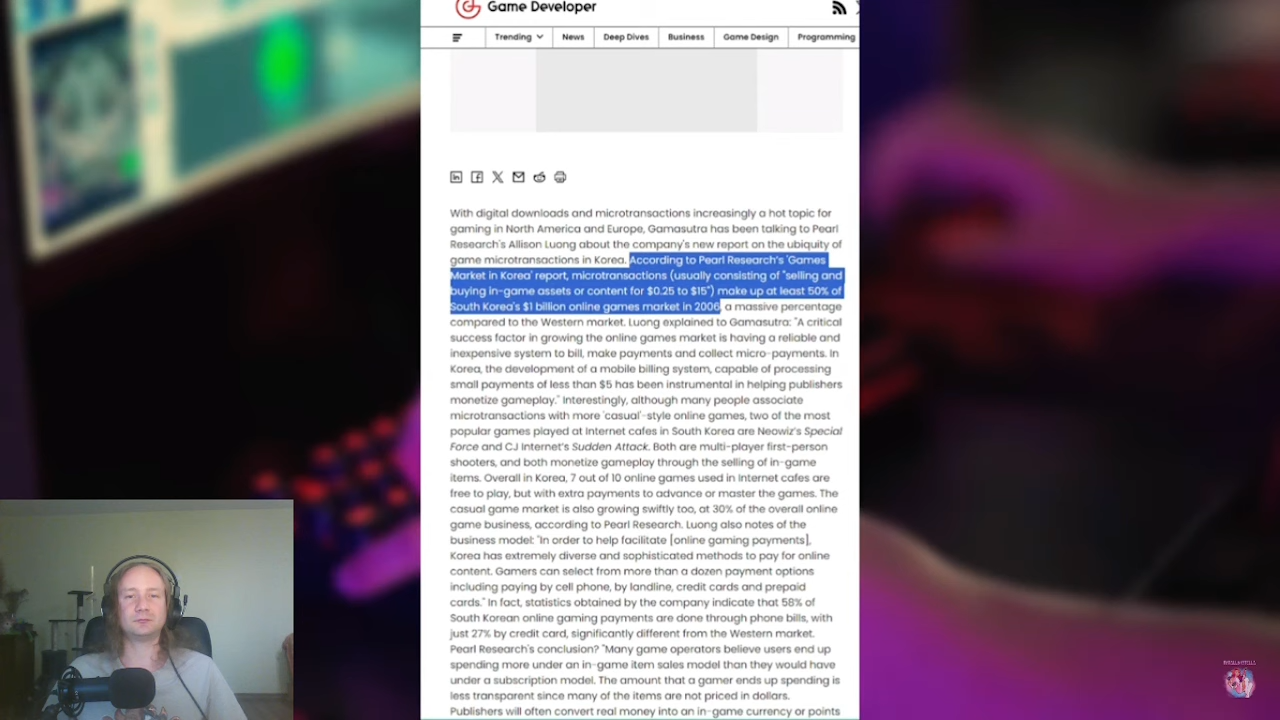 Game Developer
Trending News Deep Dives Business Game Design Programming
With digital downloads and microtransactions increasingly a hot topic for
gaming in North America and Europe, Gamasutra has been talking to Pearl
Research's Allison Luong about the company's new report on the ubiquity of
game microtransactions in Korea. According to Pearl Research's 'Games
Market in Korea' report, microtransactions (usually consisting of "selling and
buying in-game assets or content for $0.25 to $15") make up at least 50% of
South Korea's $1 billion online games market in 2006, a massive percentage
compared to the Western market. Luong explained to Gamasutra: "A critical
success factor in growing the online games market is having a reliable and
inexpensive system to bill, make payments and collect micro-payments. In
Korea, the development of a mobile billing system, capable of processing
small payments of less than $5 has been instrumental in helping publishers
monetize gameplay." Interestingly, although many people associate
microtransactions with more 'casual'-style online games, two of the most
popular games played at Internet cafes in South Korea are Neowiz's Special
Force and CJ Internet's Sudden Attack. Both are multi-player first-person
shooters, and both monetize gameplay through the selling of in-game
items. Overall in Korea, 7 out of 10 online games used in Internet cafes are
free to play, but with extra payments to advance or master the games. The
casual game market is also growing swiftly too, at 30% of the overall online
game business, according to Pearl Research. Luong also notes of the
business model: "In order to help facilitate [online gaming payments],
Korea has extremely diverse and sophisticated methods to pay for online
content. Gamers can select from more than a dozen payment options
including paying by cell phone, by landline, credit cards and prepaid
cards." In fact, statistics obtained by the company indicate that 58% of
South Korean online gaming payments are done through phone bills, with
just 27% by credit card, significantly different from the Western market.
Pearl Research's conclusion? "Many game operators believe users end up
spending more under an in-game item sales model than they would have
under a subscription model. The amount that a gamer ends up spending is
less transparent since many of the items are not priced in dollars.
Publishers will often convert real money into an in-game currency or points